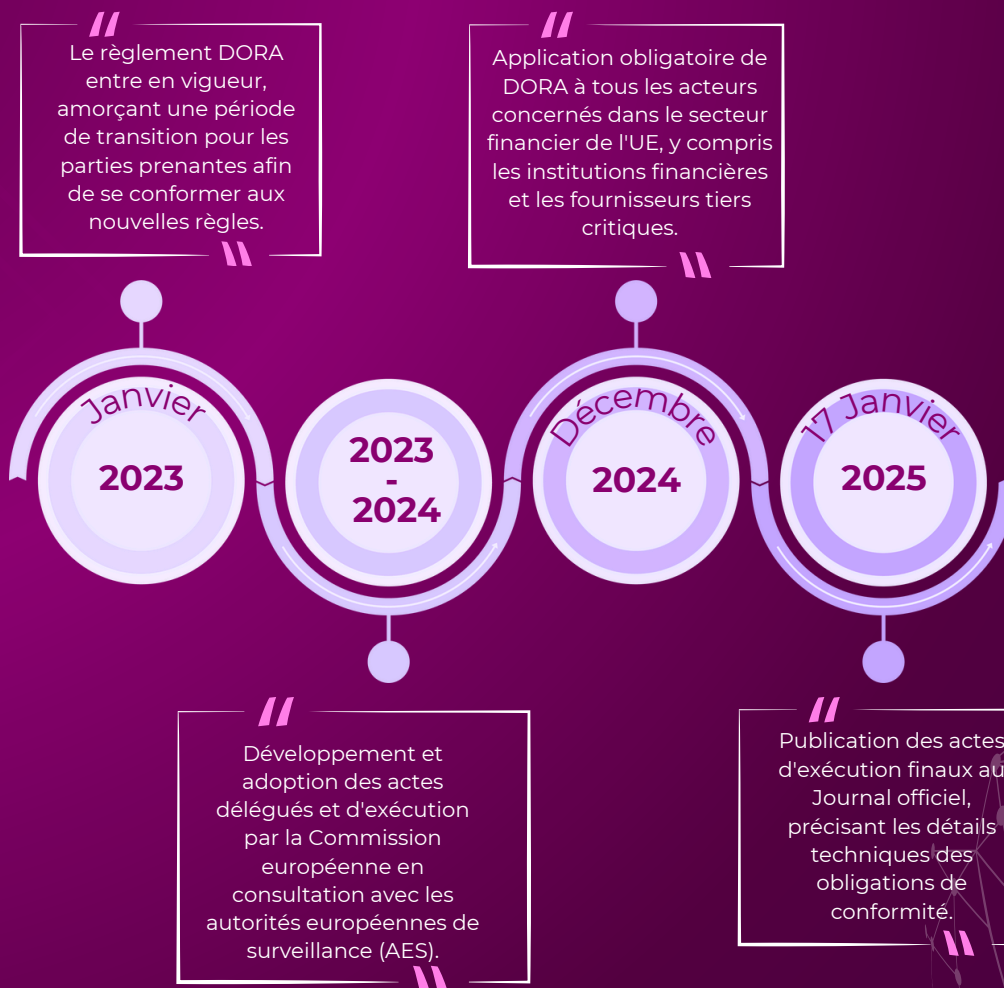 Le règlement DORA
entre en vigueur,
amorçant une période
de transition pour les
parties prenantes afin
de se conformer aux
nouvelles règles.
Application obligatoire de
DORA à tous les acteurs
concernés dans le secteur
financier de l'UE, y compris
les institutions financières
et les fournisseurs tiers
critiques.
Janvier
2023
2023
-
2024
Décembre
2024
17 Janvier
2025
Développement et
adoption des actes
délégués et d'exécution
par la Commission
européenne en
consultation avec les
autorités européennes de
surveillance (AES).
Publication des actes
d'exécution finaux au
Journal officiel,
précisant les détails
techniques des
obligations de
conformité.